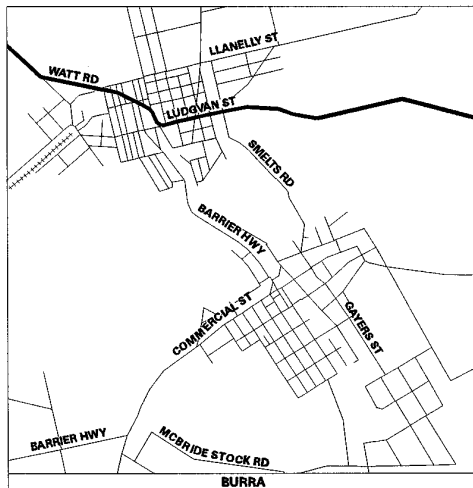 LLANELLY ST
WATT RD
LUDGVAN ST
SMELTS RD
BARRIER HWY
COMMERCIAL ST
GAYERS ST
BARRIER HWY
MCBRIDE STOCK RD
BURRA